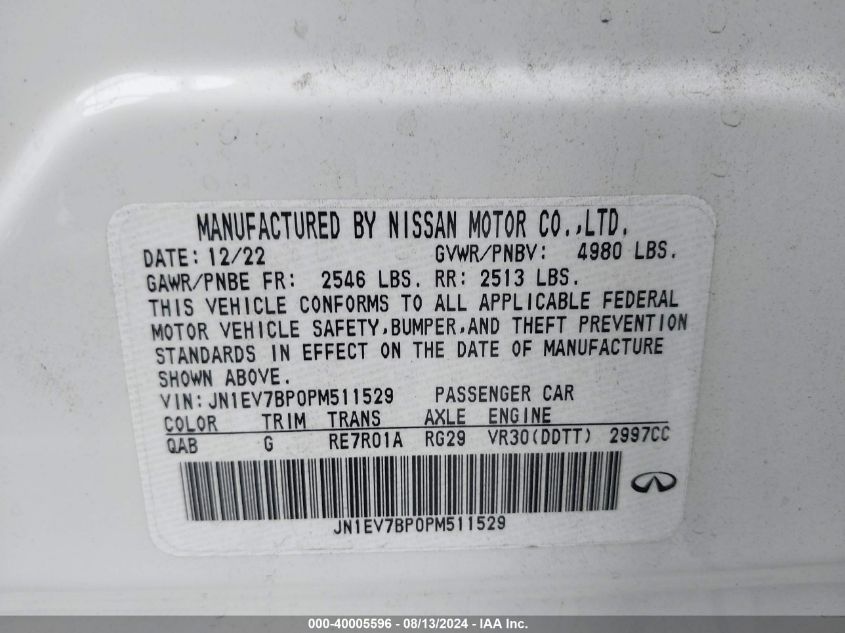 MANUFACTURED BY NISSAN MOTOR CO.,LTD.
DATE: 12/22 GVWR/PNBV: 4980 LBS.
GAWR/PNBE FR: 2546 LBS. RR: 2513 LBS.
THIS VEHICLE CONFORMS TO ALL APPLICABLE FEDERAL
MOTOR VEHICLE SAFETY,BUMPER,AND THEFT PREVENTION
STANDARDS IN EFFECT ON THE DATE OF MANUFACTURE
SHOWN ABOVE.
VIN: JN1EV7BP0PM511529 PASSENGER CAR
COLOR TRIM TRANS AXLE ENGINE
QAB G RE7R01A RG29 VR30(DDTT) 2997CC
JN1EV7BP0PM511529
000-40005596 - 08/13/2024 - IAA Inc.